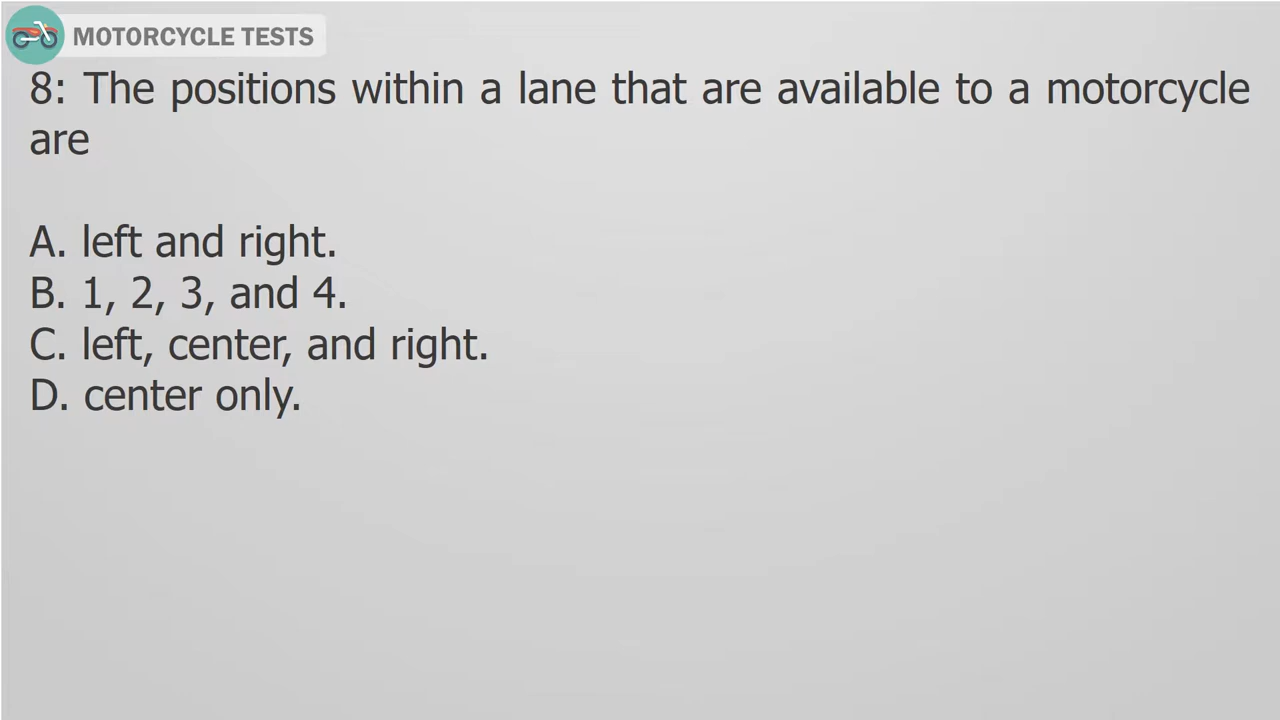 MOTORCYCLE TESTS
8: The positions within a lane that are available to a motorcycle
are
A. left and right.
B. 1, 2, 3, and 4.
C. left, center, and right.
D. center only.